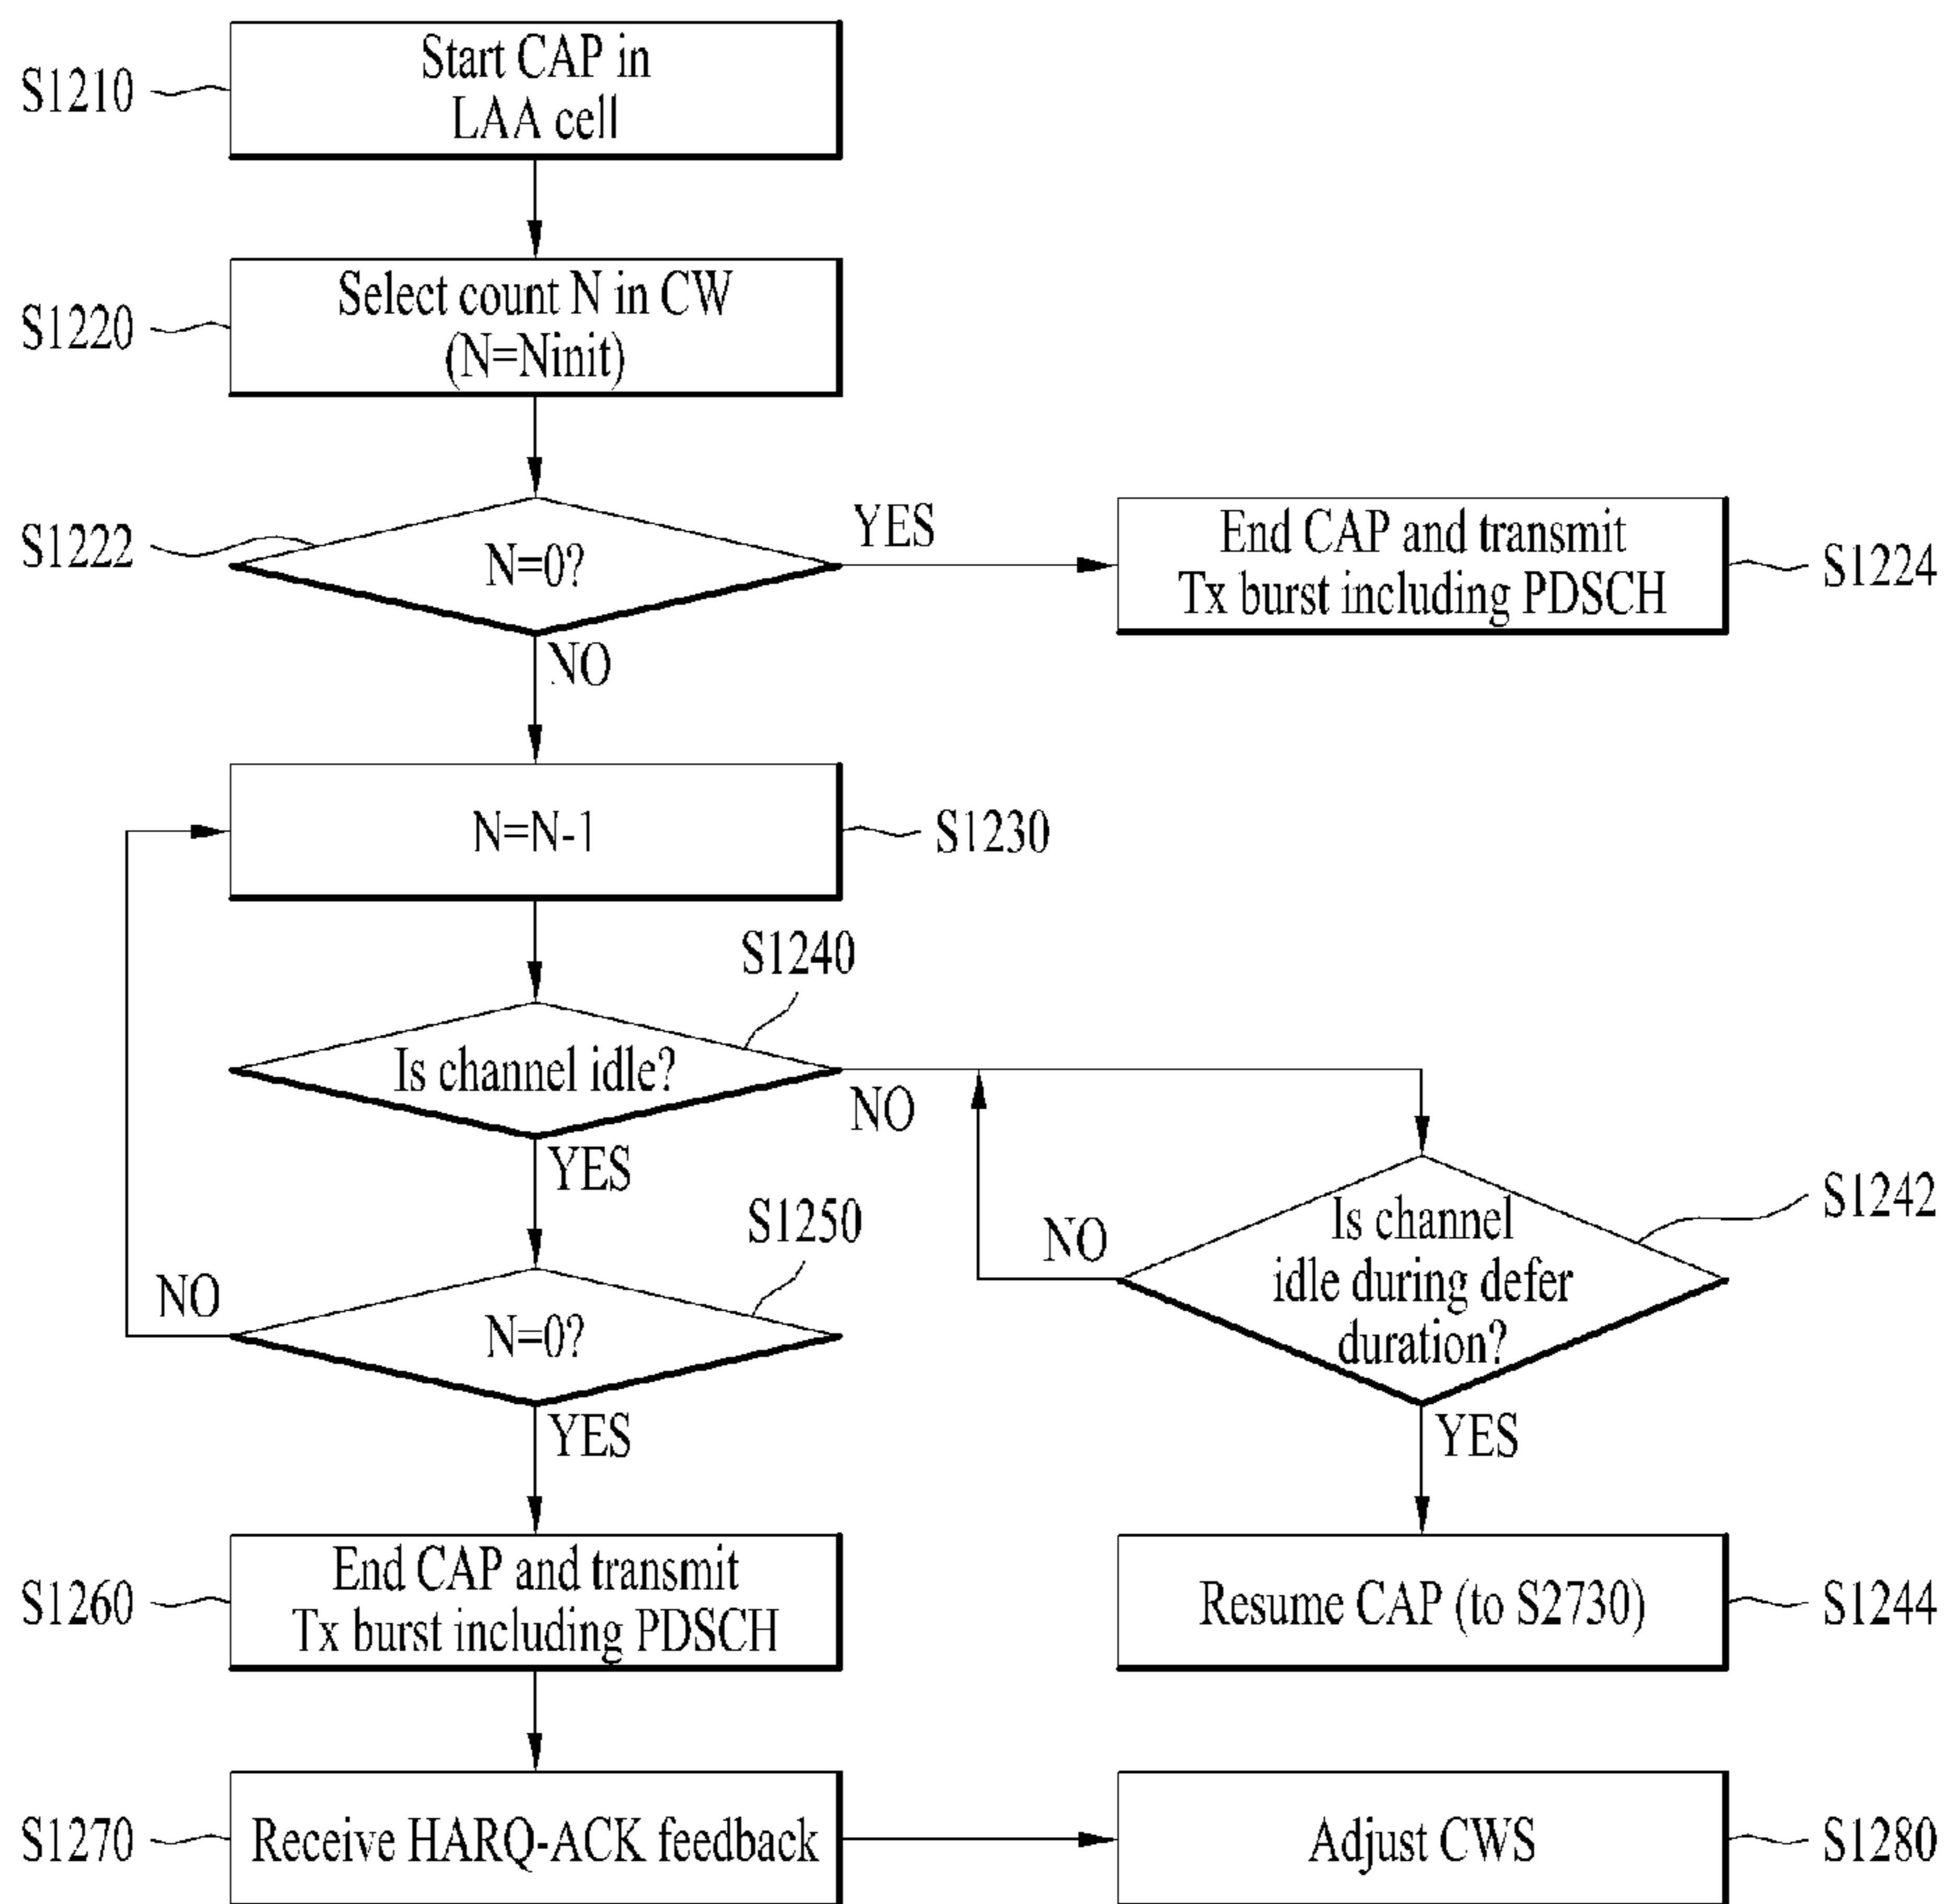 S1210
Start CAP in
LAA cell
S1220
Select count N in CW
(N=Ninit)
S1222
N=0?
YES
End CAP and transmit
Tx burst including PDSCH
S1224
NO
N=N-1
S1230
S1240
Is channel idle?
NO
YES
S1250
NO
Is channel
idle during defer
duration?
S1242
NO
N=0?
YES
YES
S1260
End CAP and transmit
Tx burst including PDSCH
Resume CAP (to S2730)
S1244
S1270
Receive HARQ-ACK feedback
Adjust CWS
S1280